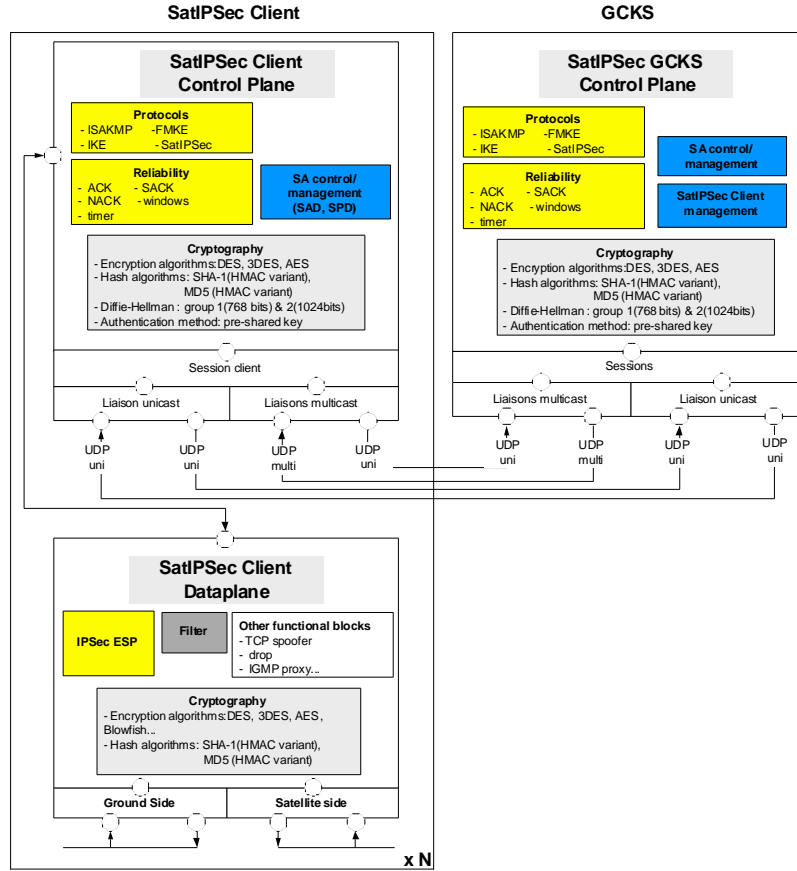 SatIPSec Client
GCKS
SatIPSec Client
Control Plane
Protocols
- ISAKMP -FMKE
- IKE - SatIPSec
Reliability
- ACK - SACK
- NACK -windows
- timer
SA control/
management
(SAD, SPD)
Cryptography
- Encryption algorithms:DES, 3DES, AES
- Hash algorithms: SHA-1(HMAC variant),
MD5 (HMAC variant)
- Diffie-Hellman : group 1(768 bits) & 2(1024bits)
- Authentication method: pre-shared key
Session client
Liaison unicast
Liaisons multicast
UDP
uni
UDP
uni
UDP
multi
UDP
uni
SatIPSec GCKS
Control Plane
Protocols
- ISAKMP -FMKE
- IKE - SatIPSec
Reliability
- ACK - SACK
- NACK -windows
- timer
SA control/
management
SatIPSec Client
management
Cryptography
- Encryption algorithms:DES, 3DES, AES
- Hash algorithms: SHA-1(HMAC variant),
MD5 (HMAC variant)
- Diffie-Hellman : group 1(768 bits) & 2(1024bits)
- Authentication method: pre-shared key
Sessions
Liaisons multicast
Liaison unicast
UDP
uni
UDP
multi
UDP
uni
UDP
uni
SatIPSec Client
Dataplane
IPSec ESP
Filter
Other functional blocks
-TCP spoofer
- drop
- IGMP proxy...
Cryptography
- Encryption algorithms:DES, 3DES, AES ,
Blowfish...
- Hash algorithms: SHA-1(HMAC variant),
MD5 (HMAC variant)
Ground Side
Satellite side
x N